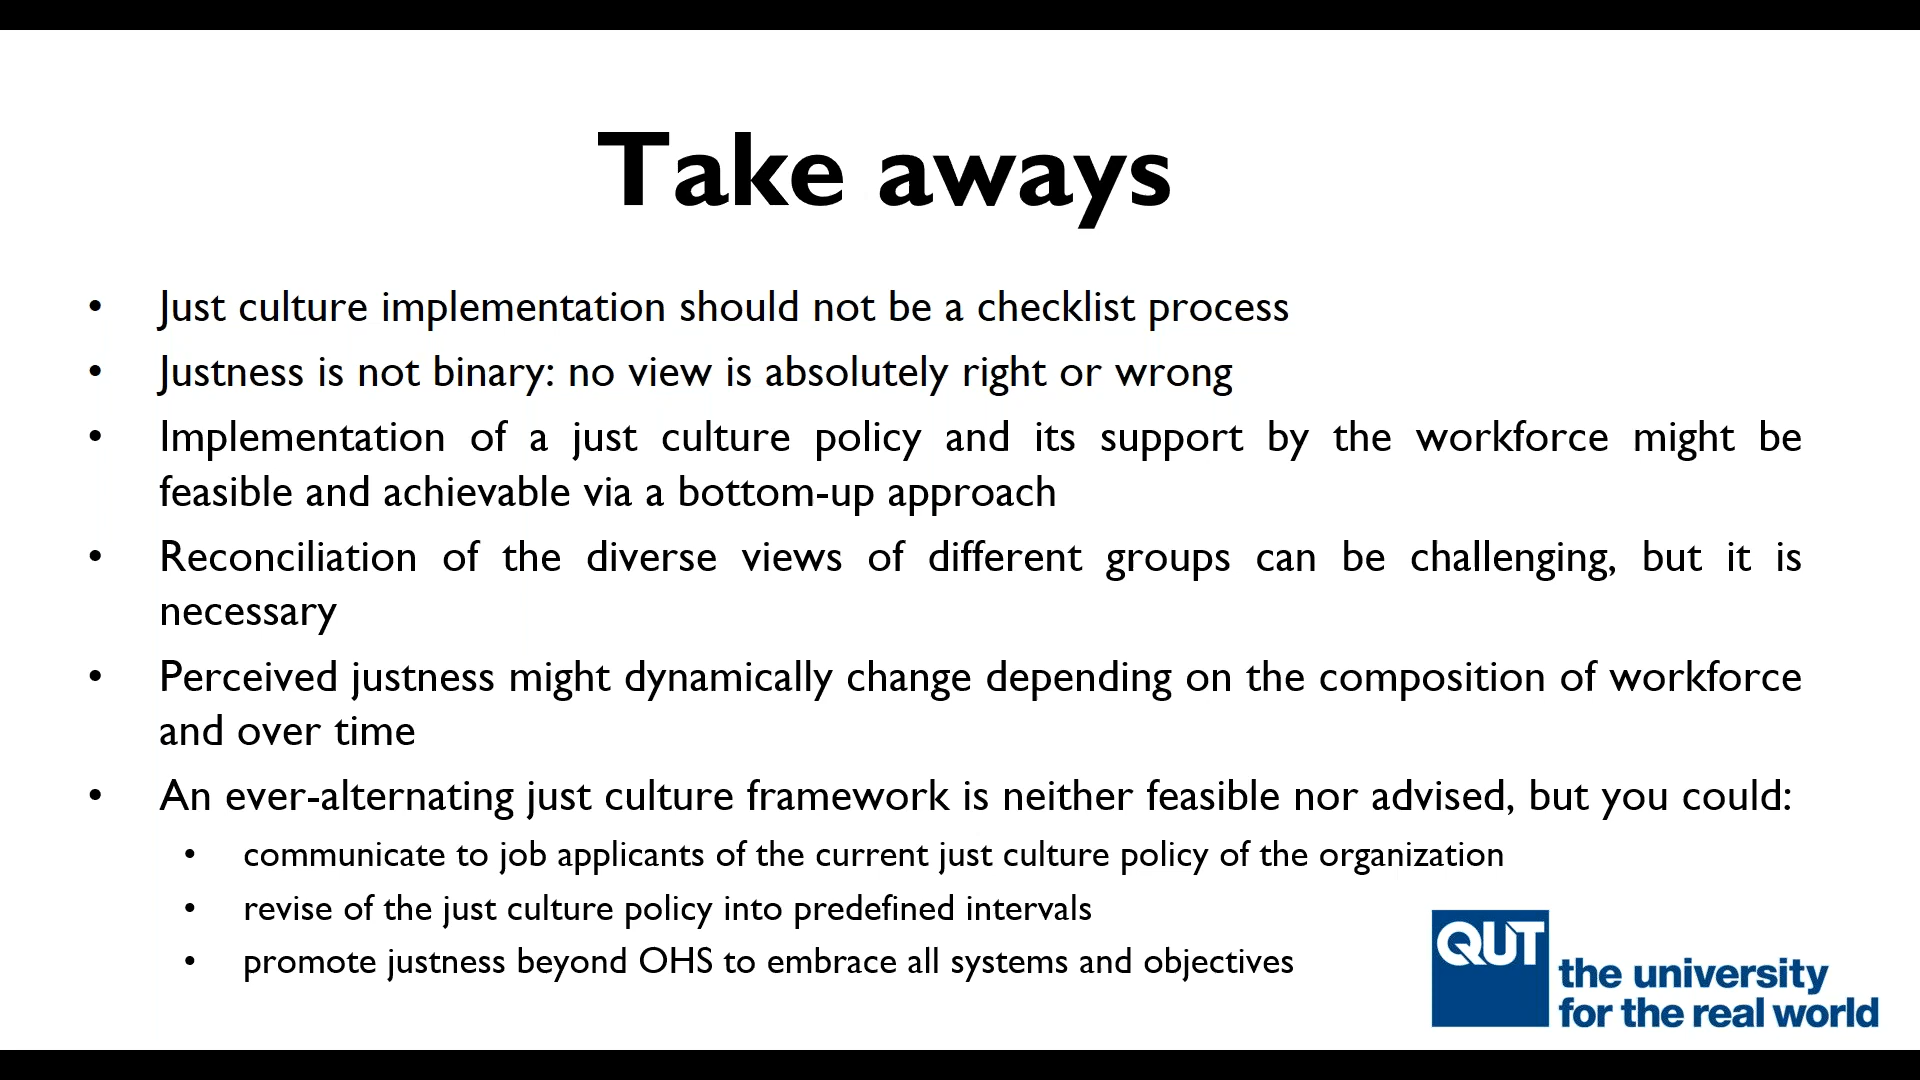 Take aways
• Just culture implementation should not be a checklist process
• Justness is not binary: no view is absolutely right or wrong
• Implementation of a just culture policy and its support by the workforce might be
feasible and achievable via a bottom-up approach
• Reconciliation of the diverse views of different groups can be challenging, but it is
necessary
• Perceived justness might dynamically change depending on the composition of workforce
and over time
• An ever-alternating just culture framework is neither feasible nor advised, but you could:
• communicate to job applicants of the current just culture policy of the organization
• revise of the just culture policy into predefined intervals
• promote justness beyond OHS to embrace all systems and objectives
QUT
the university
for the real world